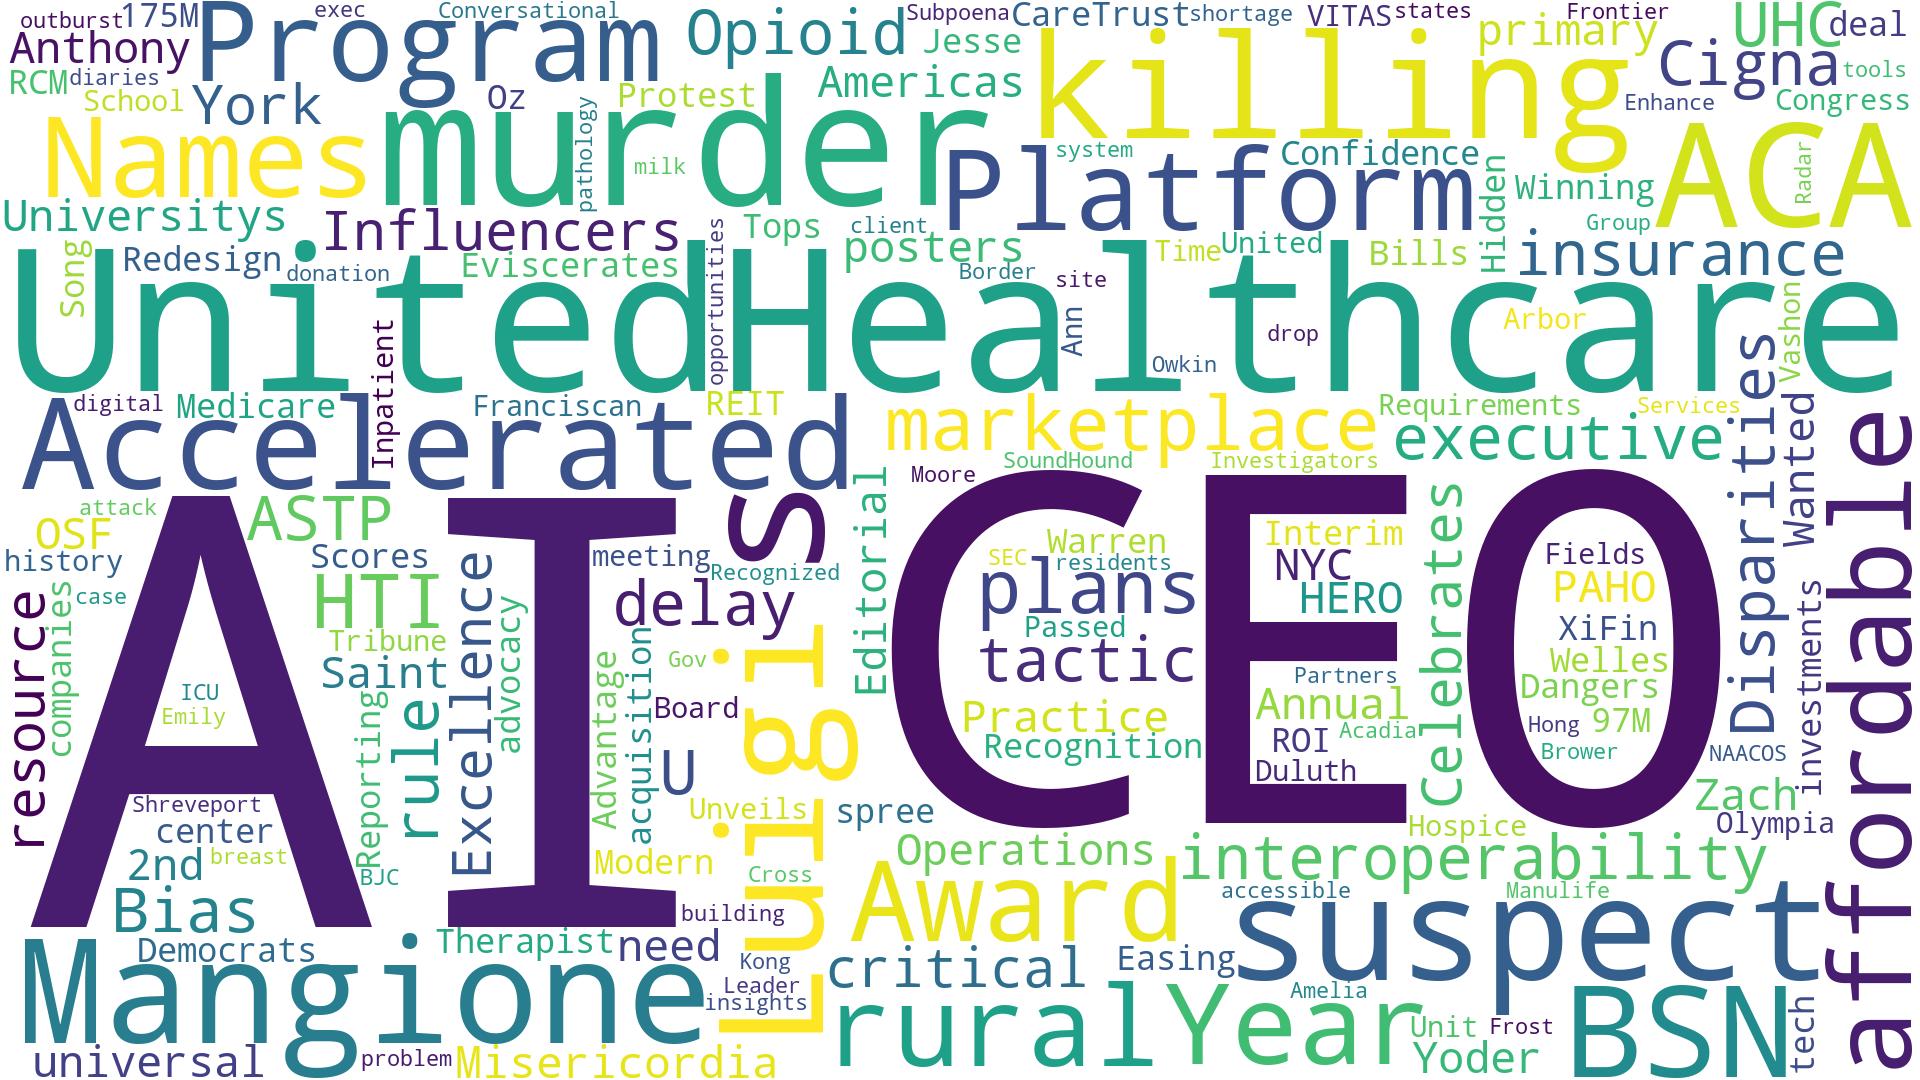 outburst 175M exec Conversational
Anthony Program Opioid Subpoena CareTrust shortage VITAS states Frontier UHC deal
RCM diaries Jesse killing primary Cigna tools
School York Oz Protest Americas Enhance Congress
Names murder pathology milk Platform system Confidence Hidden Winning ACA Radar
Universitys Influencers Tops client posters Time United Bills Group insurance
Song Redesign donation Eviscerates opportunities Border site
UnitedHealthcare Inpatient Ann Owkin drop Arbor Vashon
Accelerated digital Medicare Franciscan REIT marketplace Requirements Services executive Disparities Wanted affordable
Moore SoundHound Investigators
AI s CEO
attack ASTP OSF history Scores meeting Recognized Editorial SEC Warren residents Interim NYC Fields
case HTI Excellence delay plans HERO PAHO
resource companies Tribune advocacy Passed Celebrates XiFin
Saint Gov tactic Welles
ICU Emily rule Advantage acquisition Board Luigi Practice Partners Annual Acadia Dangers investments
Reporting U Recognition ROI Hong 97M
Duluth Brower NAACOS
Shreveport center Unveils spree Zach
2nd breast BJC Modern Cross Operations Hospice Olympia
Bias building Award interoperability accessible Manulife
Democrats Therapist need critical Easing suspect
Mangione Kong Leader insights rural Year Amelia BSN tech
universal problem Misericordia Unit Frost Yoder